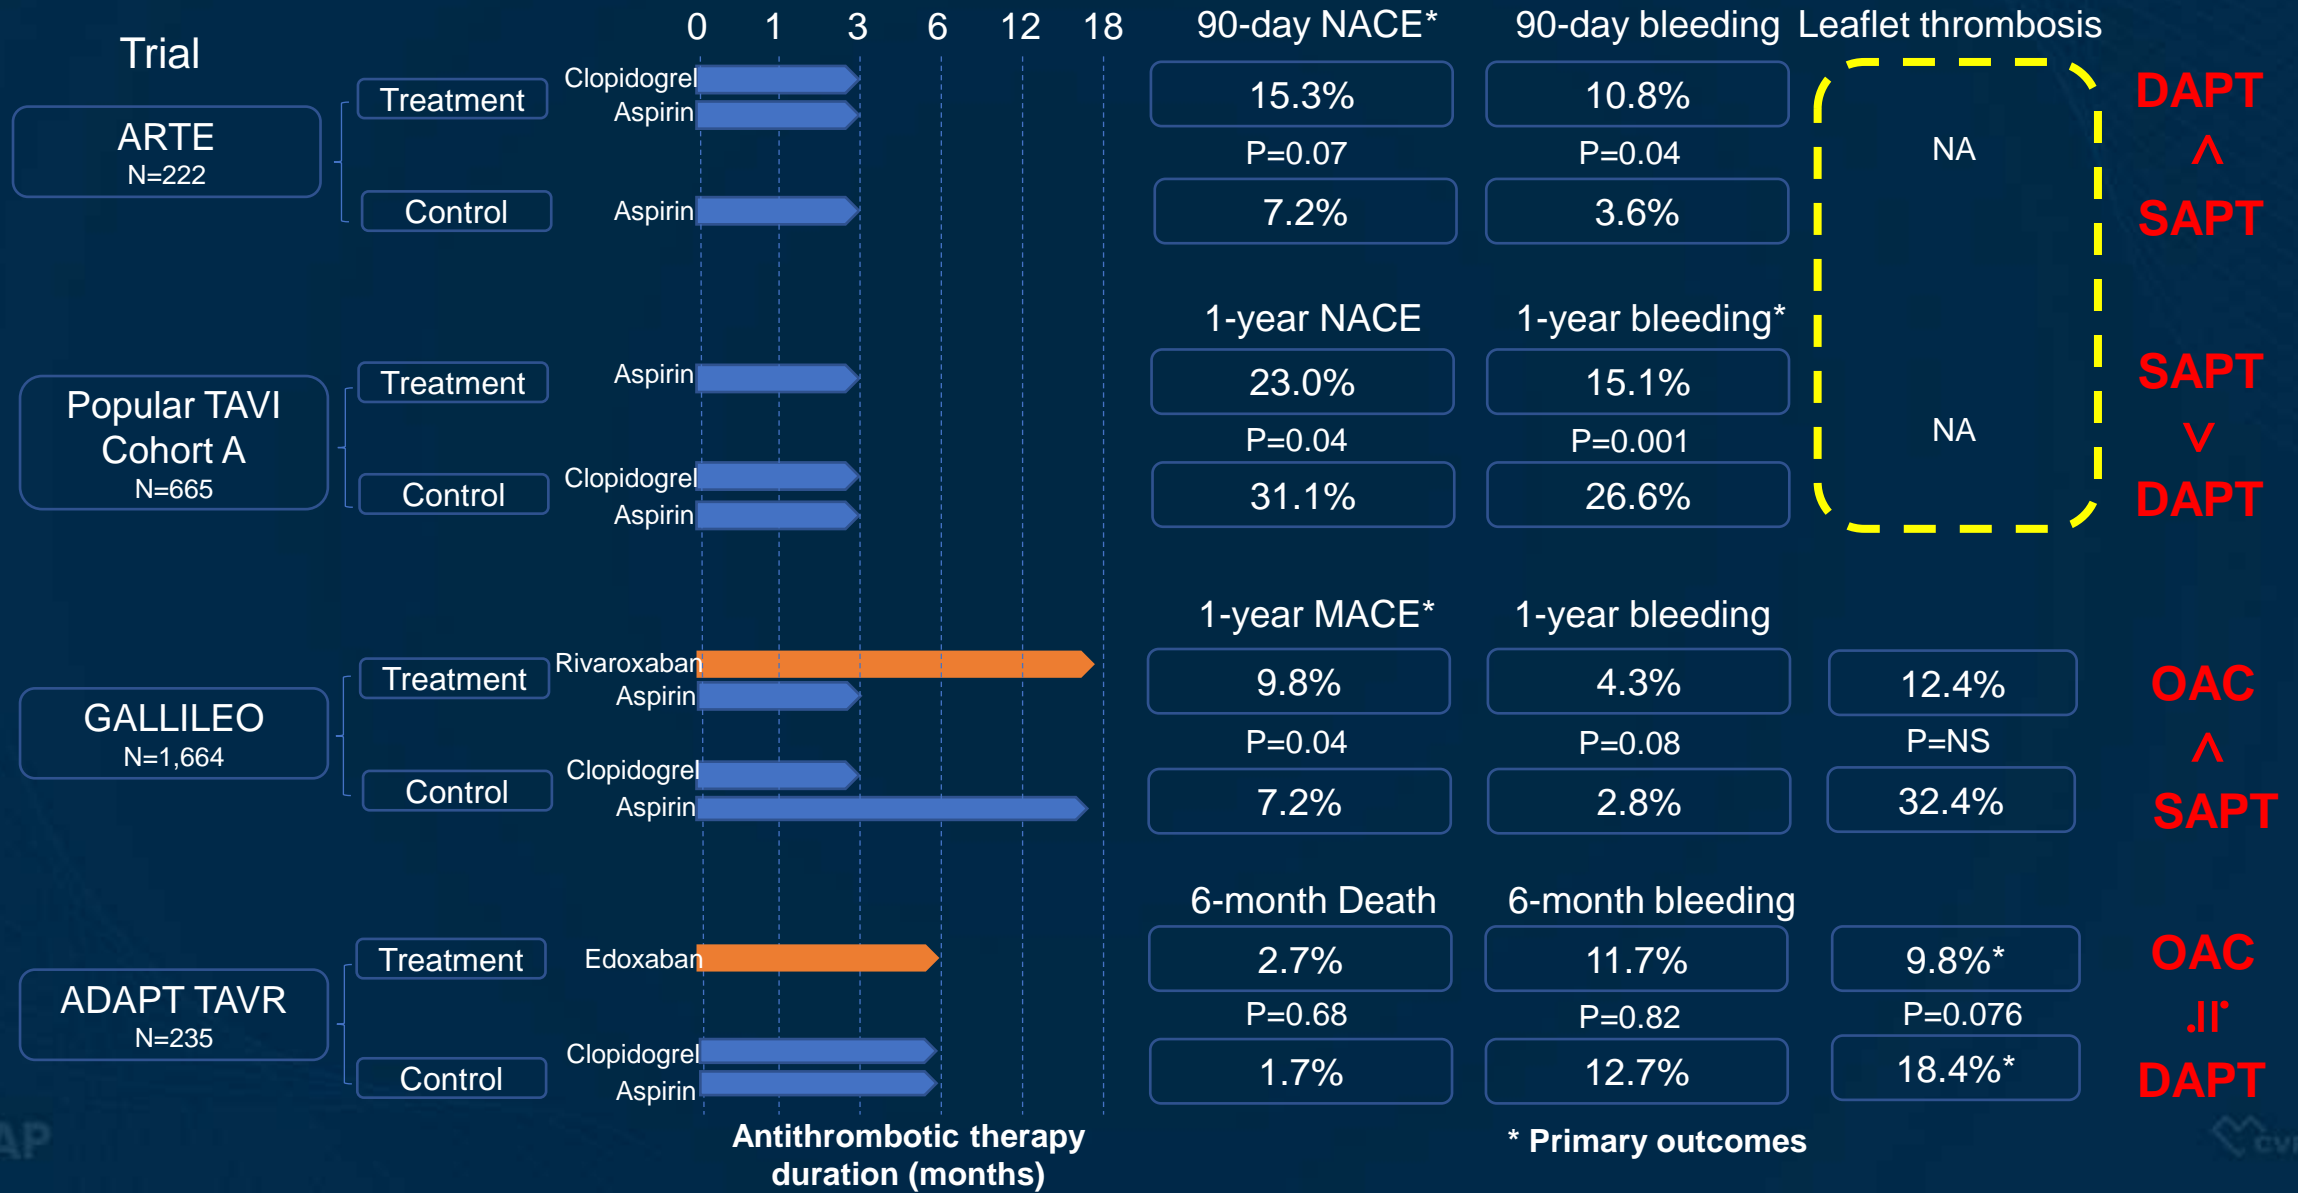 Trial
0 1 3 6 12 18
90-day NACE* 90-day bleeding Leaflet thrombosis
ARTE
N=222
Treatment
Clopidogrel
Aspirin
15.3% 10.8%
P=0.07 P=0.04 NA
Control
Aspirin
7.2% 3.6%
DAPT
∧
SAPT
1-year NACE 1-year bleeding*
Popular TAVI
Cohort A
N=665
Treatment
Aspirin
23.0% 15.1%
P=0.04 P=0.001 NA
Control
Clopidogrel
Aspirin
31.1% 26.6%
SAPT
∨
DAPT
1-year MACE* 1-year bleeding
GALLILEO
N=1,664
Treatment
Rivaroxaban
Aspirin
9.8% 4.3% 12.4%
P=0.04 P=0.08 P=NS
Control
Clopidogrel
Aspirin
7.2% 2.8% 32.4%
OAC
∧
SAPT
6-month Death 6-month bleeding
ADAPT TAVR
N=235
Treatment
Edoxaban
2.7% 11.7% 9.8%*
P=0.68 P=0.82 P=0.076
Control
Clopidogrel
Aspirin
1.7% 12.7% 18.4%*
OAC
.॥˙
DAPT
Antithrombotic therapy
duration (months)
* Primary outcomes
AP